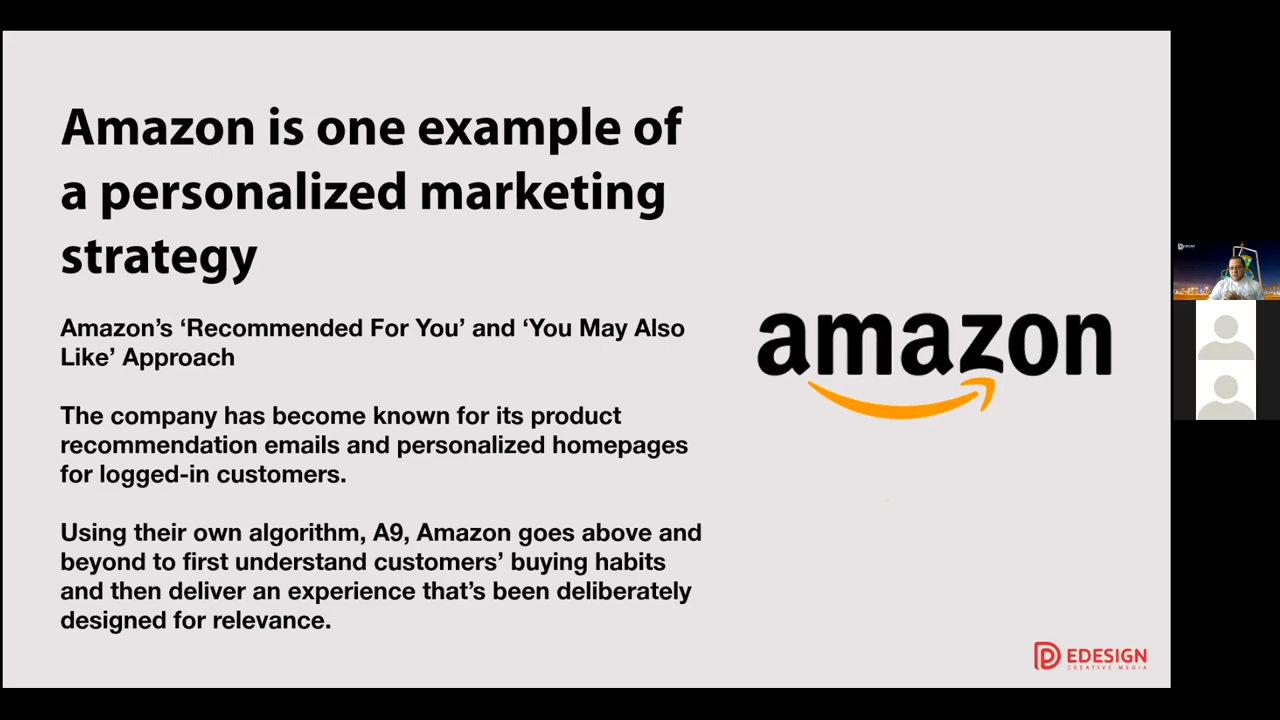 Amazon is one example of
a personalized marketing
strategy
Amazon’s ‘Recommended For You’ and ‘You May Also
Like’ Approach
The company has become known for its product
recommendation emails and personalized homepages
for logged-in customers.
Using their own algorithm, A9, Amazon goes above and
beyond to first understand customers’ buying habits
and then deliver an experience that’s been deliberately
designed for relevance.
amazon
EDESIGN
CREATIVE MEDIA